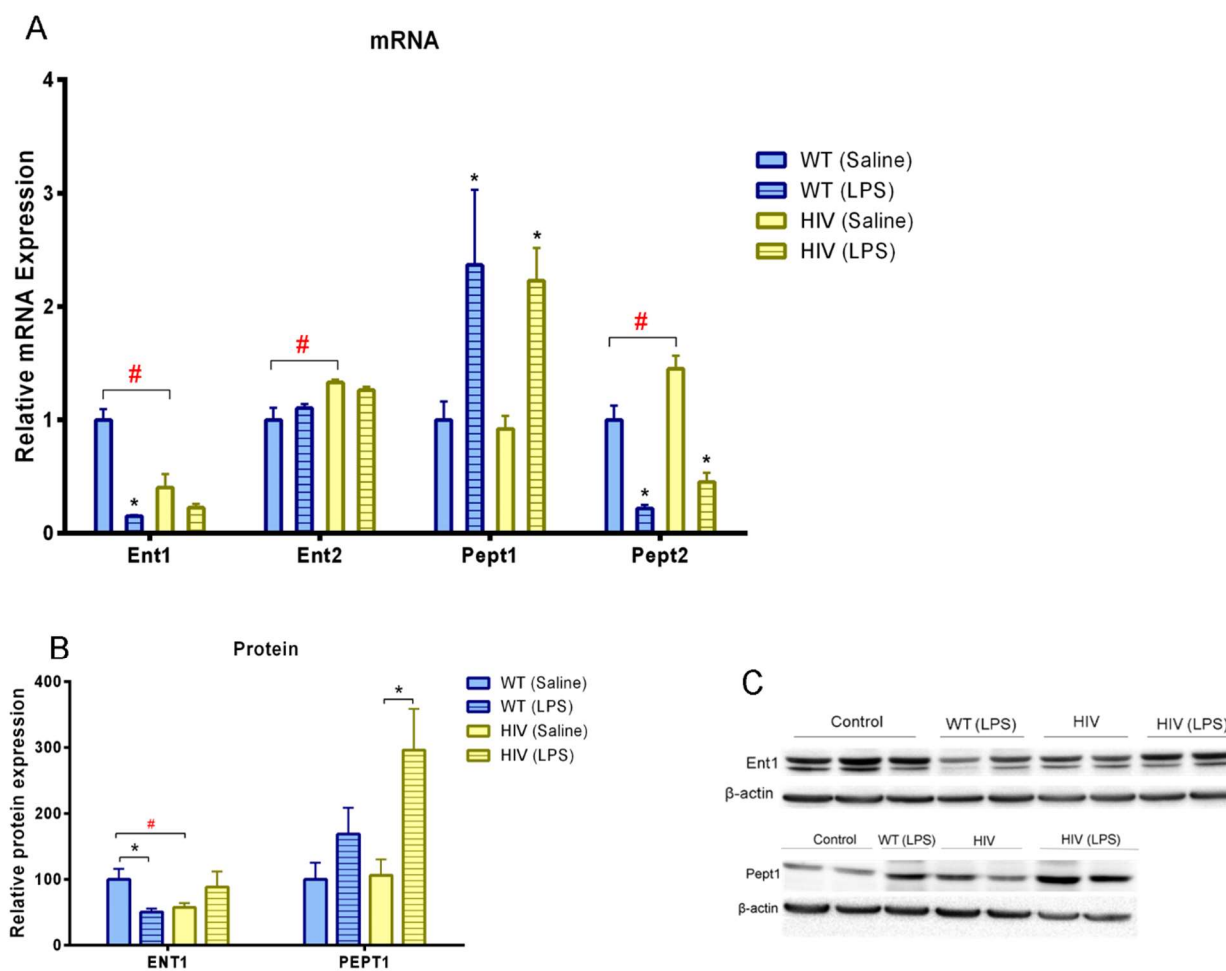 A
mRNA
Relative mRNA Expression
4
3
2
1
0
#
*
#
*
*
#
*
*
Ent1 Ent2 Pept1 Pept2
WT (Saline)
WT (LPS)
HIV (Saline)
HIV (LPS)
B
Protein
Relative protein expression
400
300
200
100
0
#
*
*
ENT1 PEPT1
WT (Saline)
WT (LPS)
HIV (Saline)
HIV (LPS)
C
Control WT (LPS) HIV HIV (LPS)
Ent1
β-actin
Control WT (LPS) HIV HIV (LPS)
Pept1
β-actin